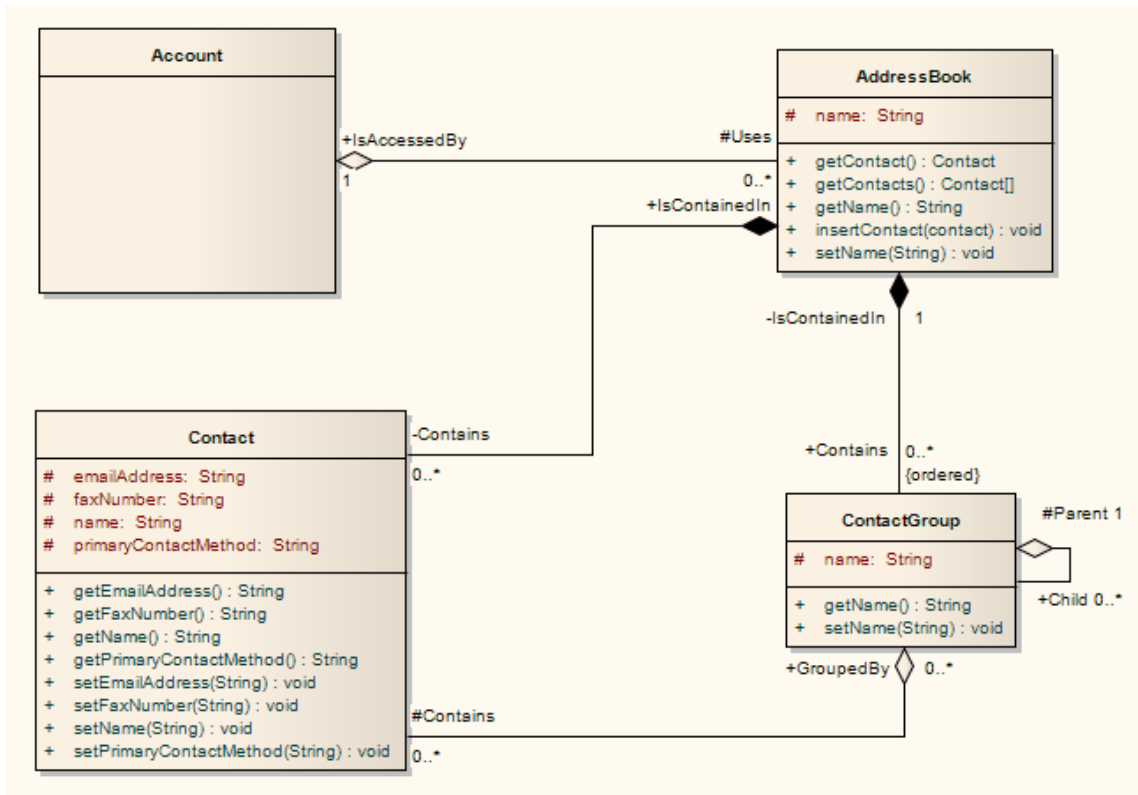 Account
+IsAccessedBy
1
AddressBook
# name: String
+ getContact() : Contact
+ getContacts() : Contact[]
+ getName() : String
+ insertContact(contact) : void
+ setName(String) : void
#Uses
0..*
+IsContainedIn
-IsContainedIn 1
Contact
# emailAddress: String
# faxNumber: String
# name: String
# primaryContactMethod: String
+ getEmailAddress() : String
+ getFaxNumber() : String
+ getName() : String
+ getPrimaryContactMethod() : String
+ setEmailAddress(String) : void
+ setFaxNumber(String) : void
+ setName(String) : void
+ setPrimaryContactMethod(String) : void
-Contains
0..*
+Contains 0..*
{ordered}
ContactGroup
# name: String
+ getName() : String
+ setName(String) : void
#Parent 1
+Child 0..*
+GroupedBy 0..*
#Contains
0..*